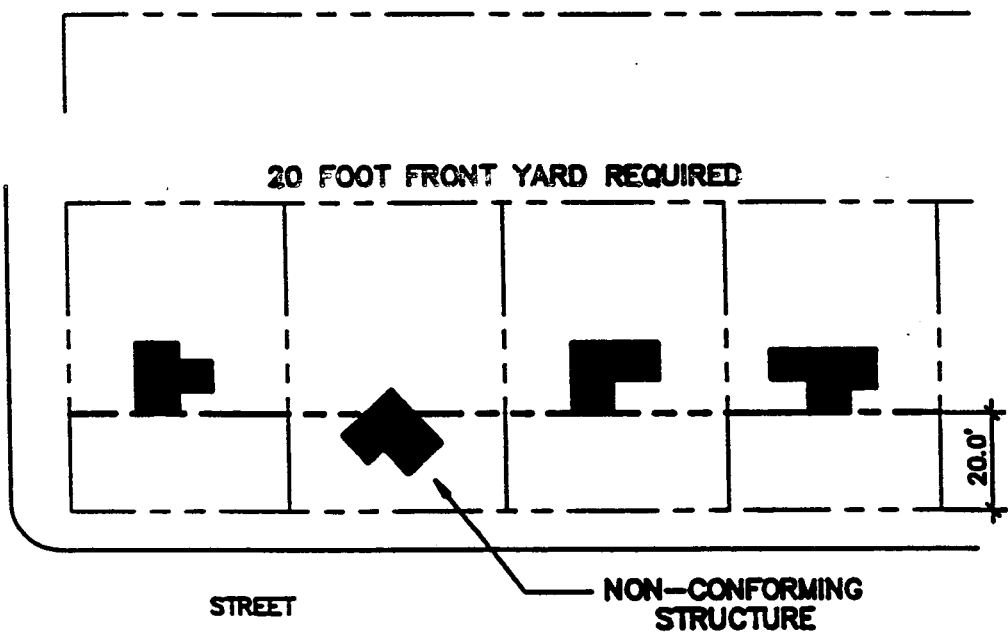 20 FOOT FRONT YARD REQUIRED
20.0'
NON-CONFORMING
STRUCTURE
STREET